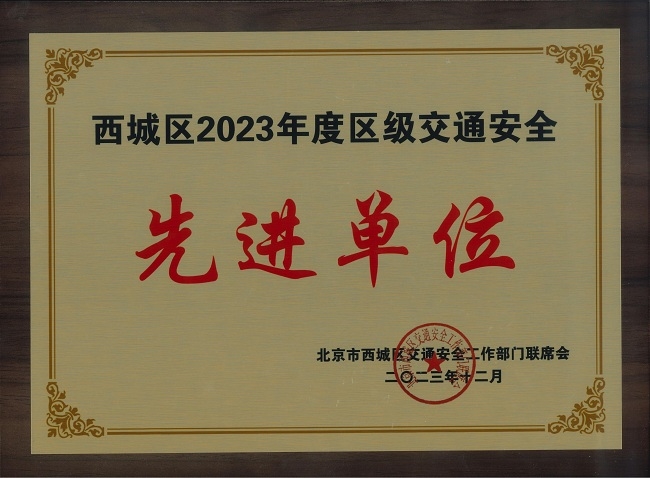 西城区2023年度区级交通安全
先进单位
北京市西城区交通安全工作部门联席会
二〇二三年十二月